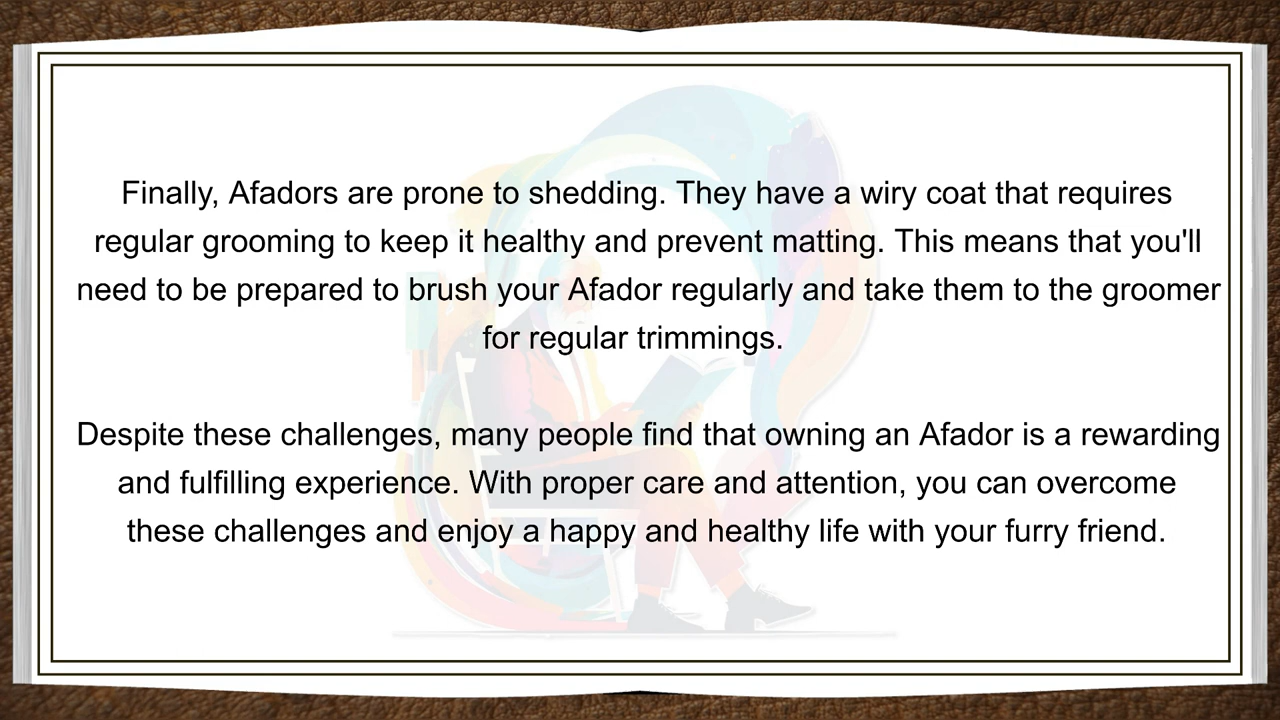 Finally, Afadors are prone to shedding. They have a wiry coat that requires
regular grooming to keep it healthy and prevent matting. This means that you'll
need to be prepared to brush your Afador regularly and take them to the groomer
for regular trimmings.
Despite these challenges, many people find that owning an Afador is a rewarding
and fulfilling experience. With proper care and attention, you can overcome
these challenges and enjoy a happy and healthy life with your furry friend.